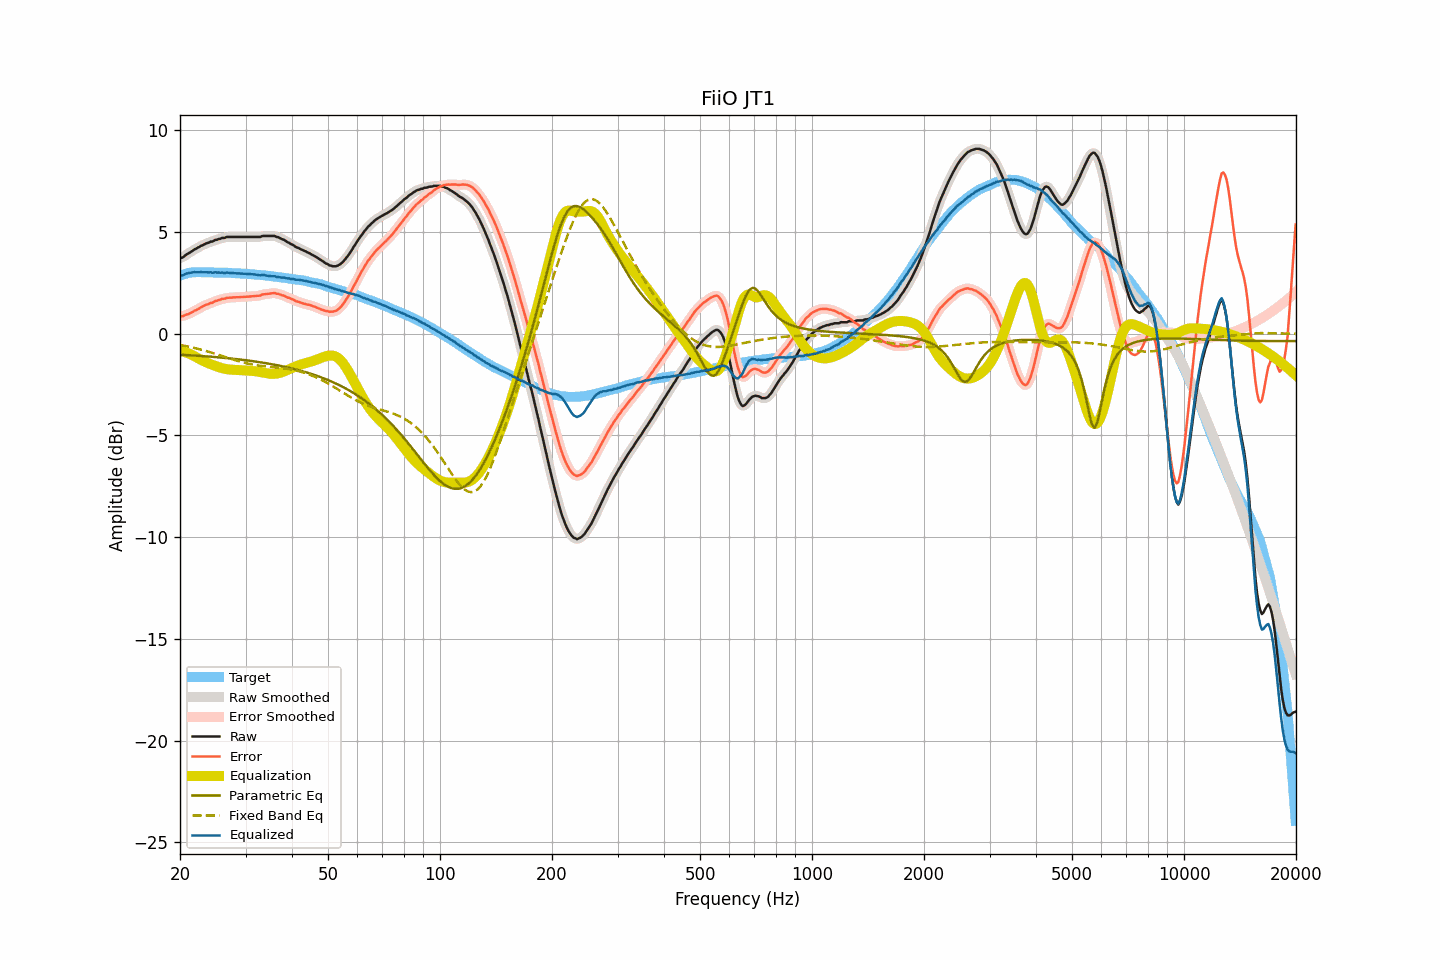 FiiO JT1
10
5
0
−5
−10
−15
−20
−25
Amplitude (dBr)
Target
Raw Smoothed
Error Smoothed
Raw
Error
Equalization
Parametric Eq
Fixed Band Eq
Equalized
20 50 100 200 500 1000 2000 5000 10000 20000
Frequency (Hz)